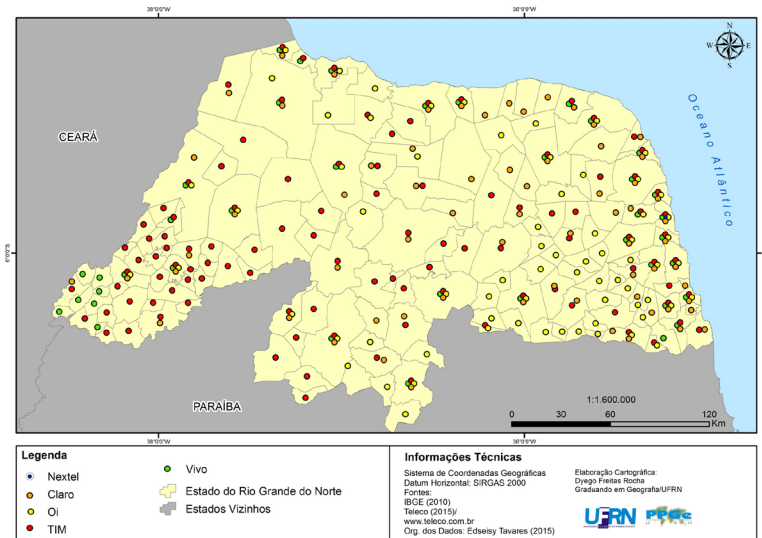 38°0'0"W
36°0'0"W
N
W
E
S
CEARÁ
Oceano Atlântico
6°0'0"S
PARAÍBA
1:1.600.000
0 30 60 120
Km
38°0'0"W
36°0'0"W
Legenda
Nextel
Claro
Oi
TIM
Vivo
Estado do Rio Grande do Norte
Estados Vizinhos
Informações Técnicas
Sistema de Coordenadas Geográficas
Datum Horizontal: SIRGAS 2000
Fontes:
IBGE (2010)
Teleco (2015)/
www.teleco.com.br
Org. dos Dados: Edseisy Tavares (2015)
Elaboração Cartográfica:
Dyego Freitas Rocha
Graduando em Geografia/UFRN
UFRN
PPGe
UFRN